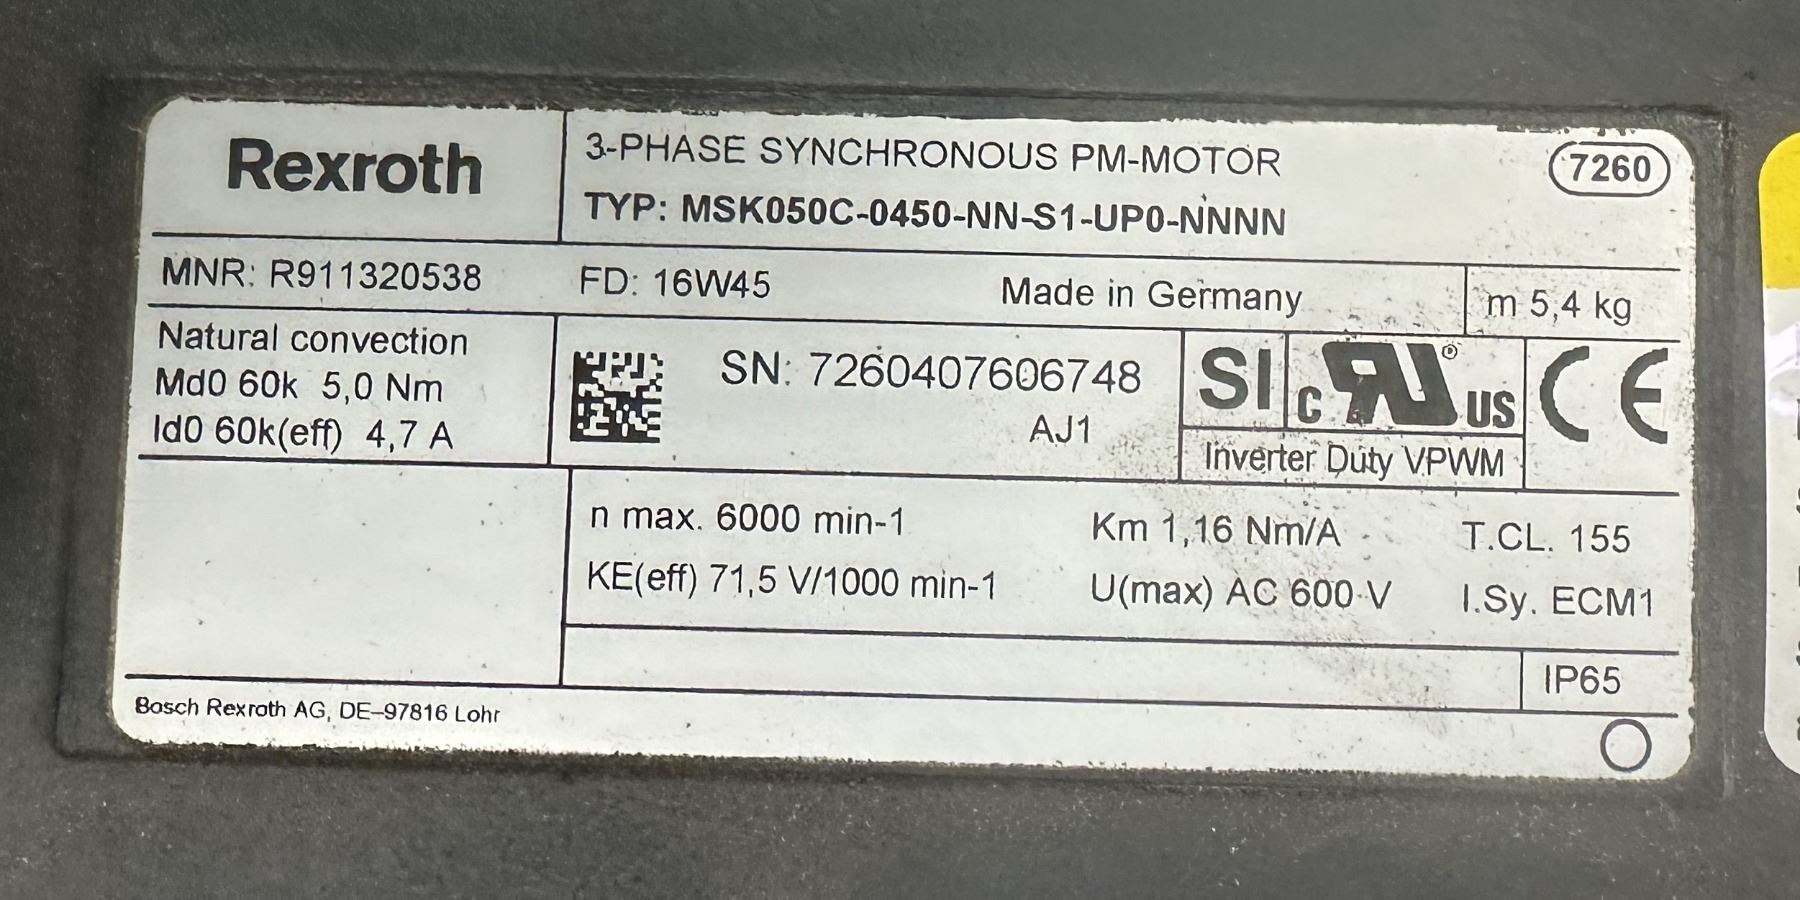 Rexroth
3-PHASE SYNCHRONOUS PM-MOTOR
7260
TYP: MSK050C-0450-NN-S1-UP0-NNNN
MNR: R911320538 FD: 16W45 Made in Germany m 5,4 kg
Natural convection
Md0 60k 5,0 Nm
Id0 60k(eff) 4,7 A
SN: 7260407606748
AJ1
SI c RU ® US CE
Inverter Duty VPWM
n max. 6000 min-1 Km 1,16 Nm/A T.CL. 155
KE(eff) 71,5 V/1000 min-1 U(max) AC 600 V I.Sy. ECM1
IP65
Bosch Rexroth AG, DE-97816 Lohr